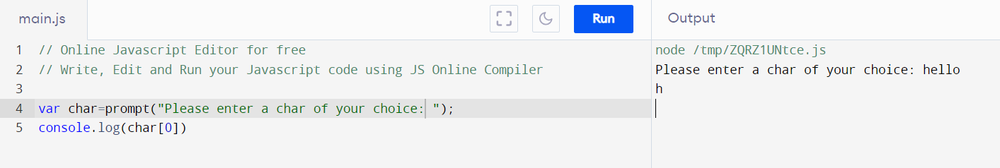 main.js
Run
Output
1 // Online Javascript Editor for free
2 // Write, Edit and Run your Javascript code using JS Online Compiler
3
4 var char=prompt("Please enter a char of your choice: ");
5 console.log(char[0])
node /tmp/ZQRZ1UNtce.js
Please enter a char of your choice: hello
h